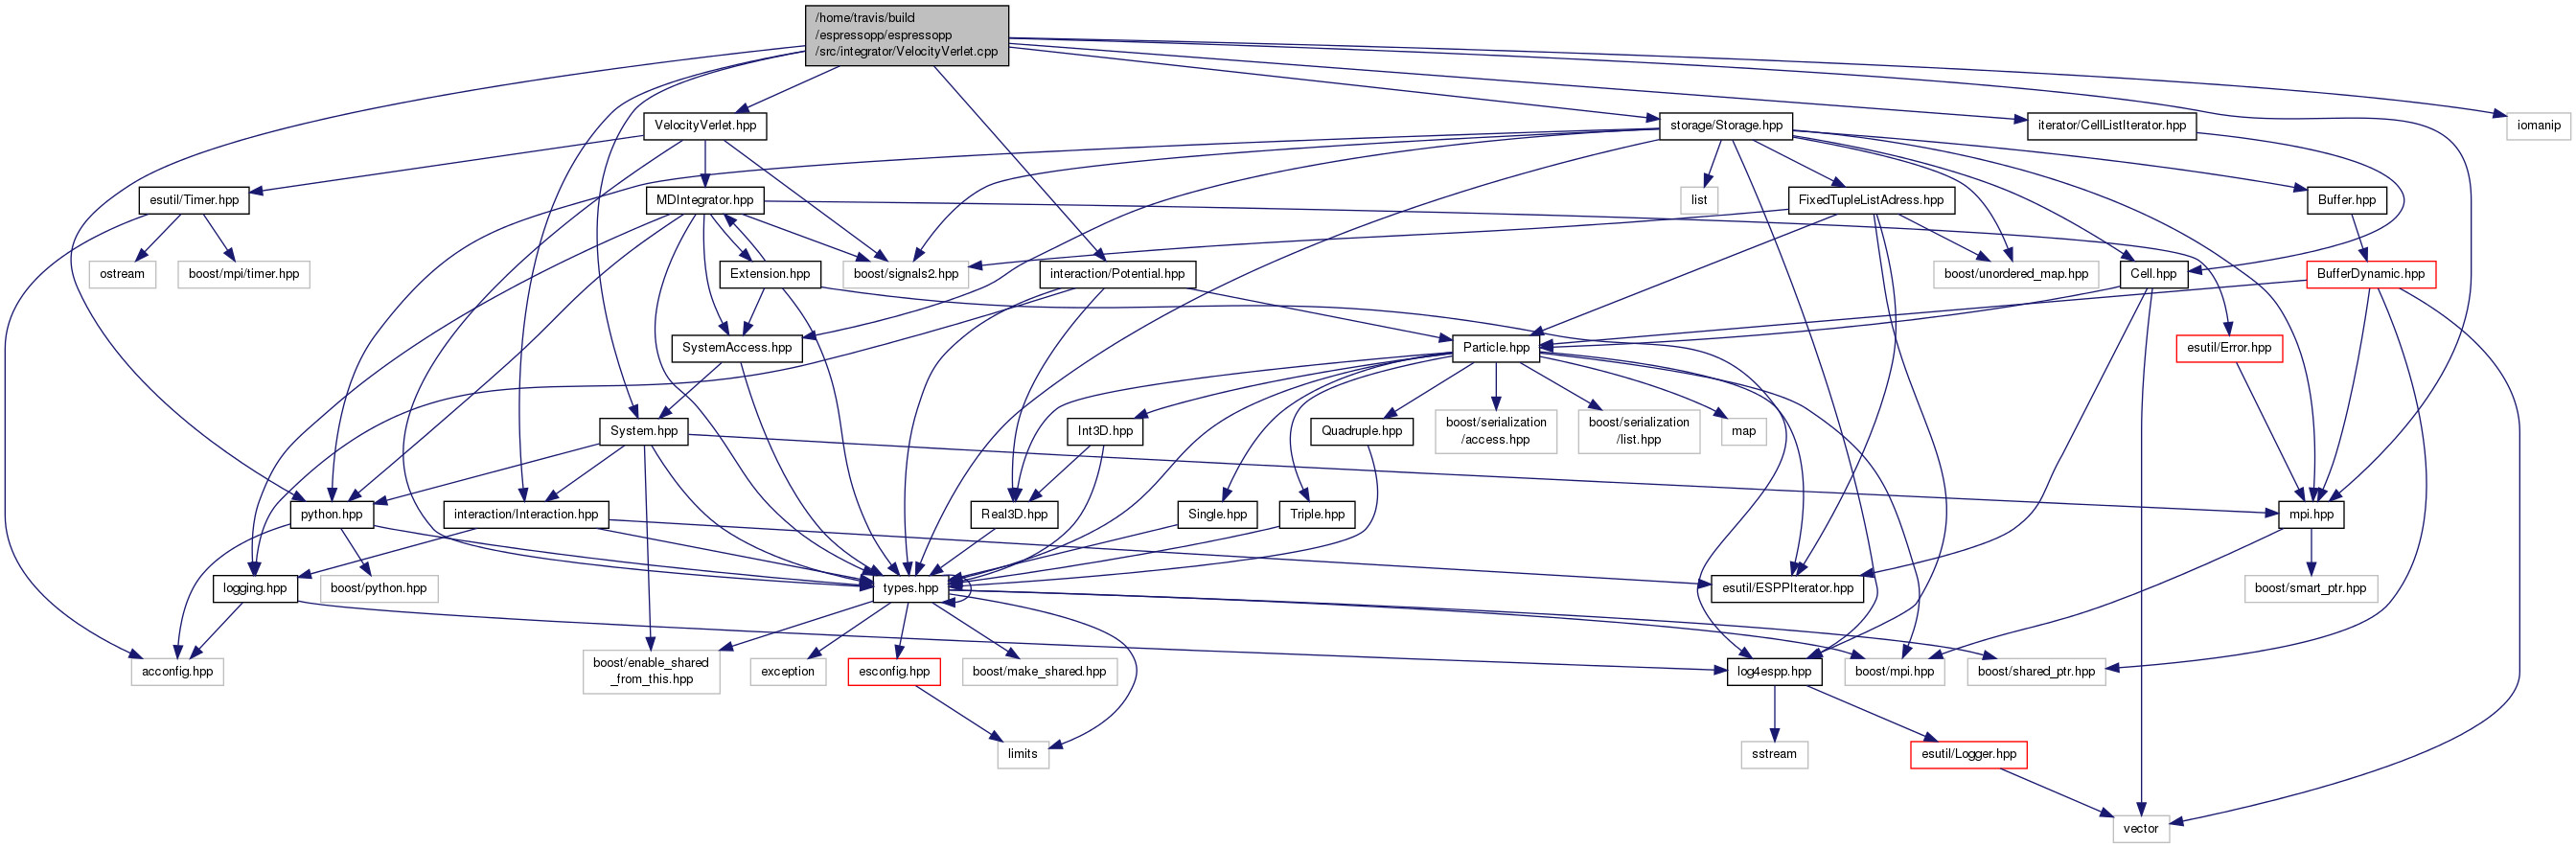 /home/travis/build
/espressopp/espressopp
/src/integrator/VelocityVerlet.cpp
VelocityVerlet.hpp
storage/Storage.hpp
iterator/CellListIterator.hpp
iomanip
esutil/Timer.hpp
MDIntegrator.hpp
list
FixedTupleListAdress.hpp
Buffer.hpp
ostream
boost/mpi/timer.hpp
Extension.hpp
boost/signals2.hpp
interaction/Potential.hpp
boost/unordered_map.hpp
Cell.hpp
BufferDynamic.hpp
SystemAccess.hpp
Particle.hpp
esutil/Error.hpp
System.hpp
Int3D.hpp
Quadruple.hpp
boost/serialization
/access.hpp
boost/serialization
/list.hpp
map
python.hpp
interaction/Interaction.hpp
Real3D.hpp
Single.hpp
Triple.hpp
mpi.hpp
logging.hpp
boost/python.hpp
types.hpp
esutil/ESPPIterator.hpp
boost/smart_ptr.hpp
acconfig.hpp
boost/enable_shared
_from_this.hpp
exception
esconfig.hpp
boost/make_shared.hpp
log4espp.hpp
boost/mpi.hpp
boost/shared_ptr.hpp
limits
sstream
esutil/Logger.hpp
vector